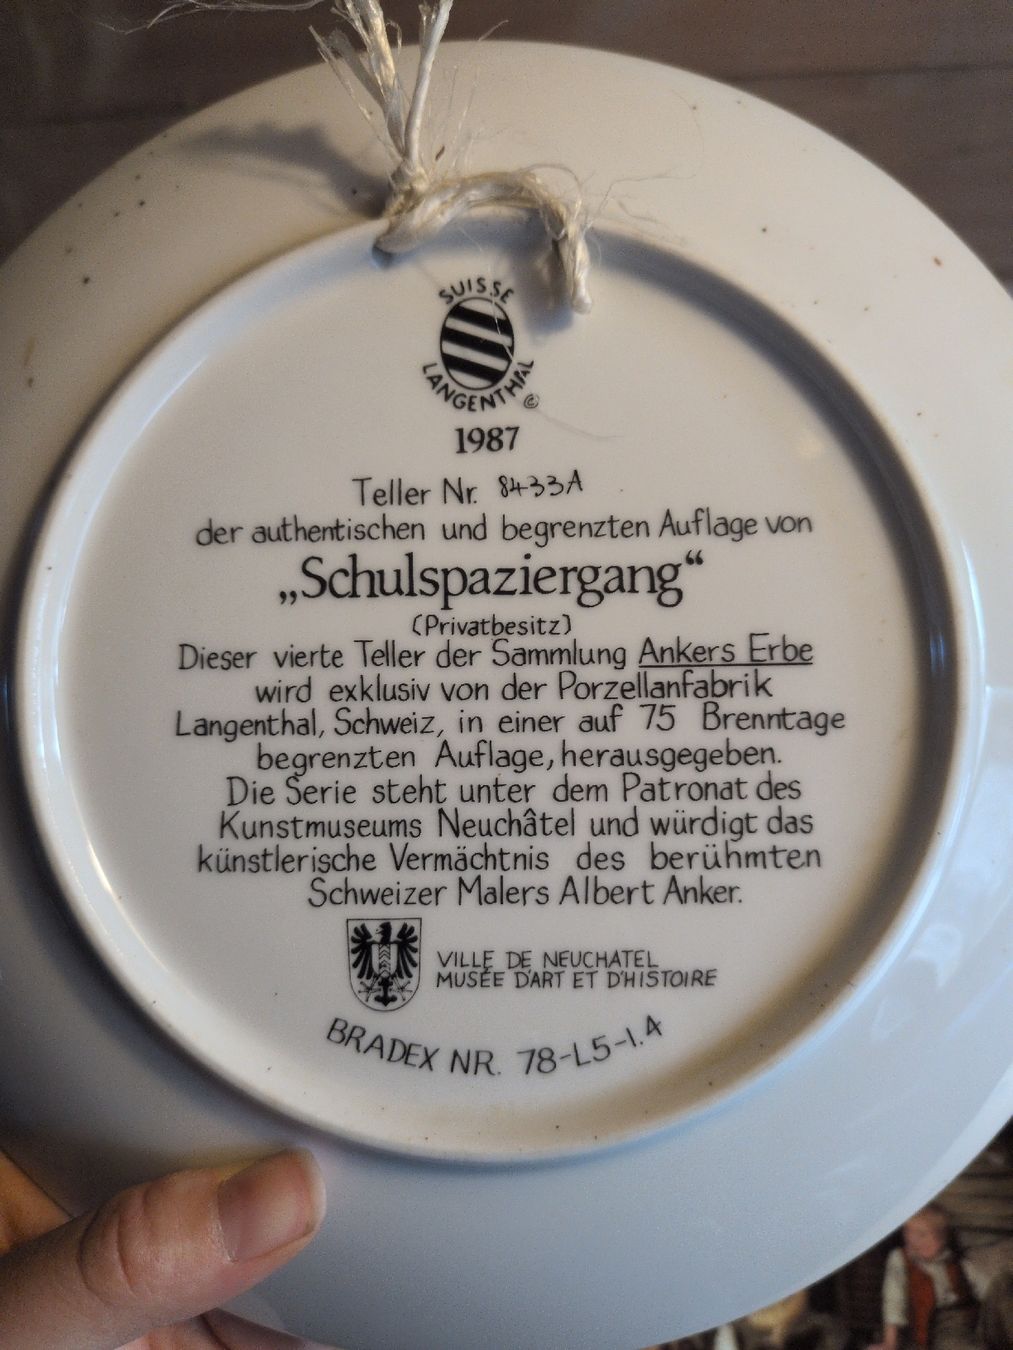 SUISSE
LANGENTHAL ©
1987
Teller Nr. 8433A
der authentischen und begrenzten Auflage von
„Schulspaziergang“
(Privatbesitz)
Dieser vierte Teller der Sammlung Ankers Erbe
wird exklusiv von der Porzellanfabrik
Langenthal, Schweiz, in einer auf 75 Brenntage
begrenzten Auflage, herausgegeben.
Die Serie steht unter dem Patronat des
Kunstmuseums Neuchâtel und würdigt das
künstlerische Vermächtnis des berühmten
Schweizer Malers Albert Anker.
VILLE DE NEUCHATEL
MUSÉE D'ART ET D'HISTOIRE
BRADEX NR. 78-L5-1.4